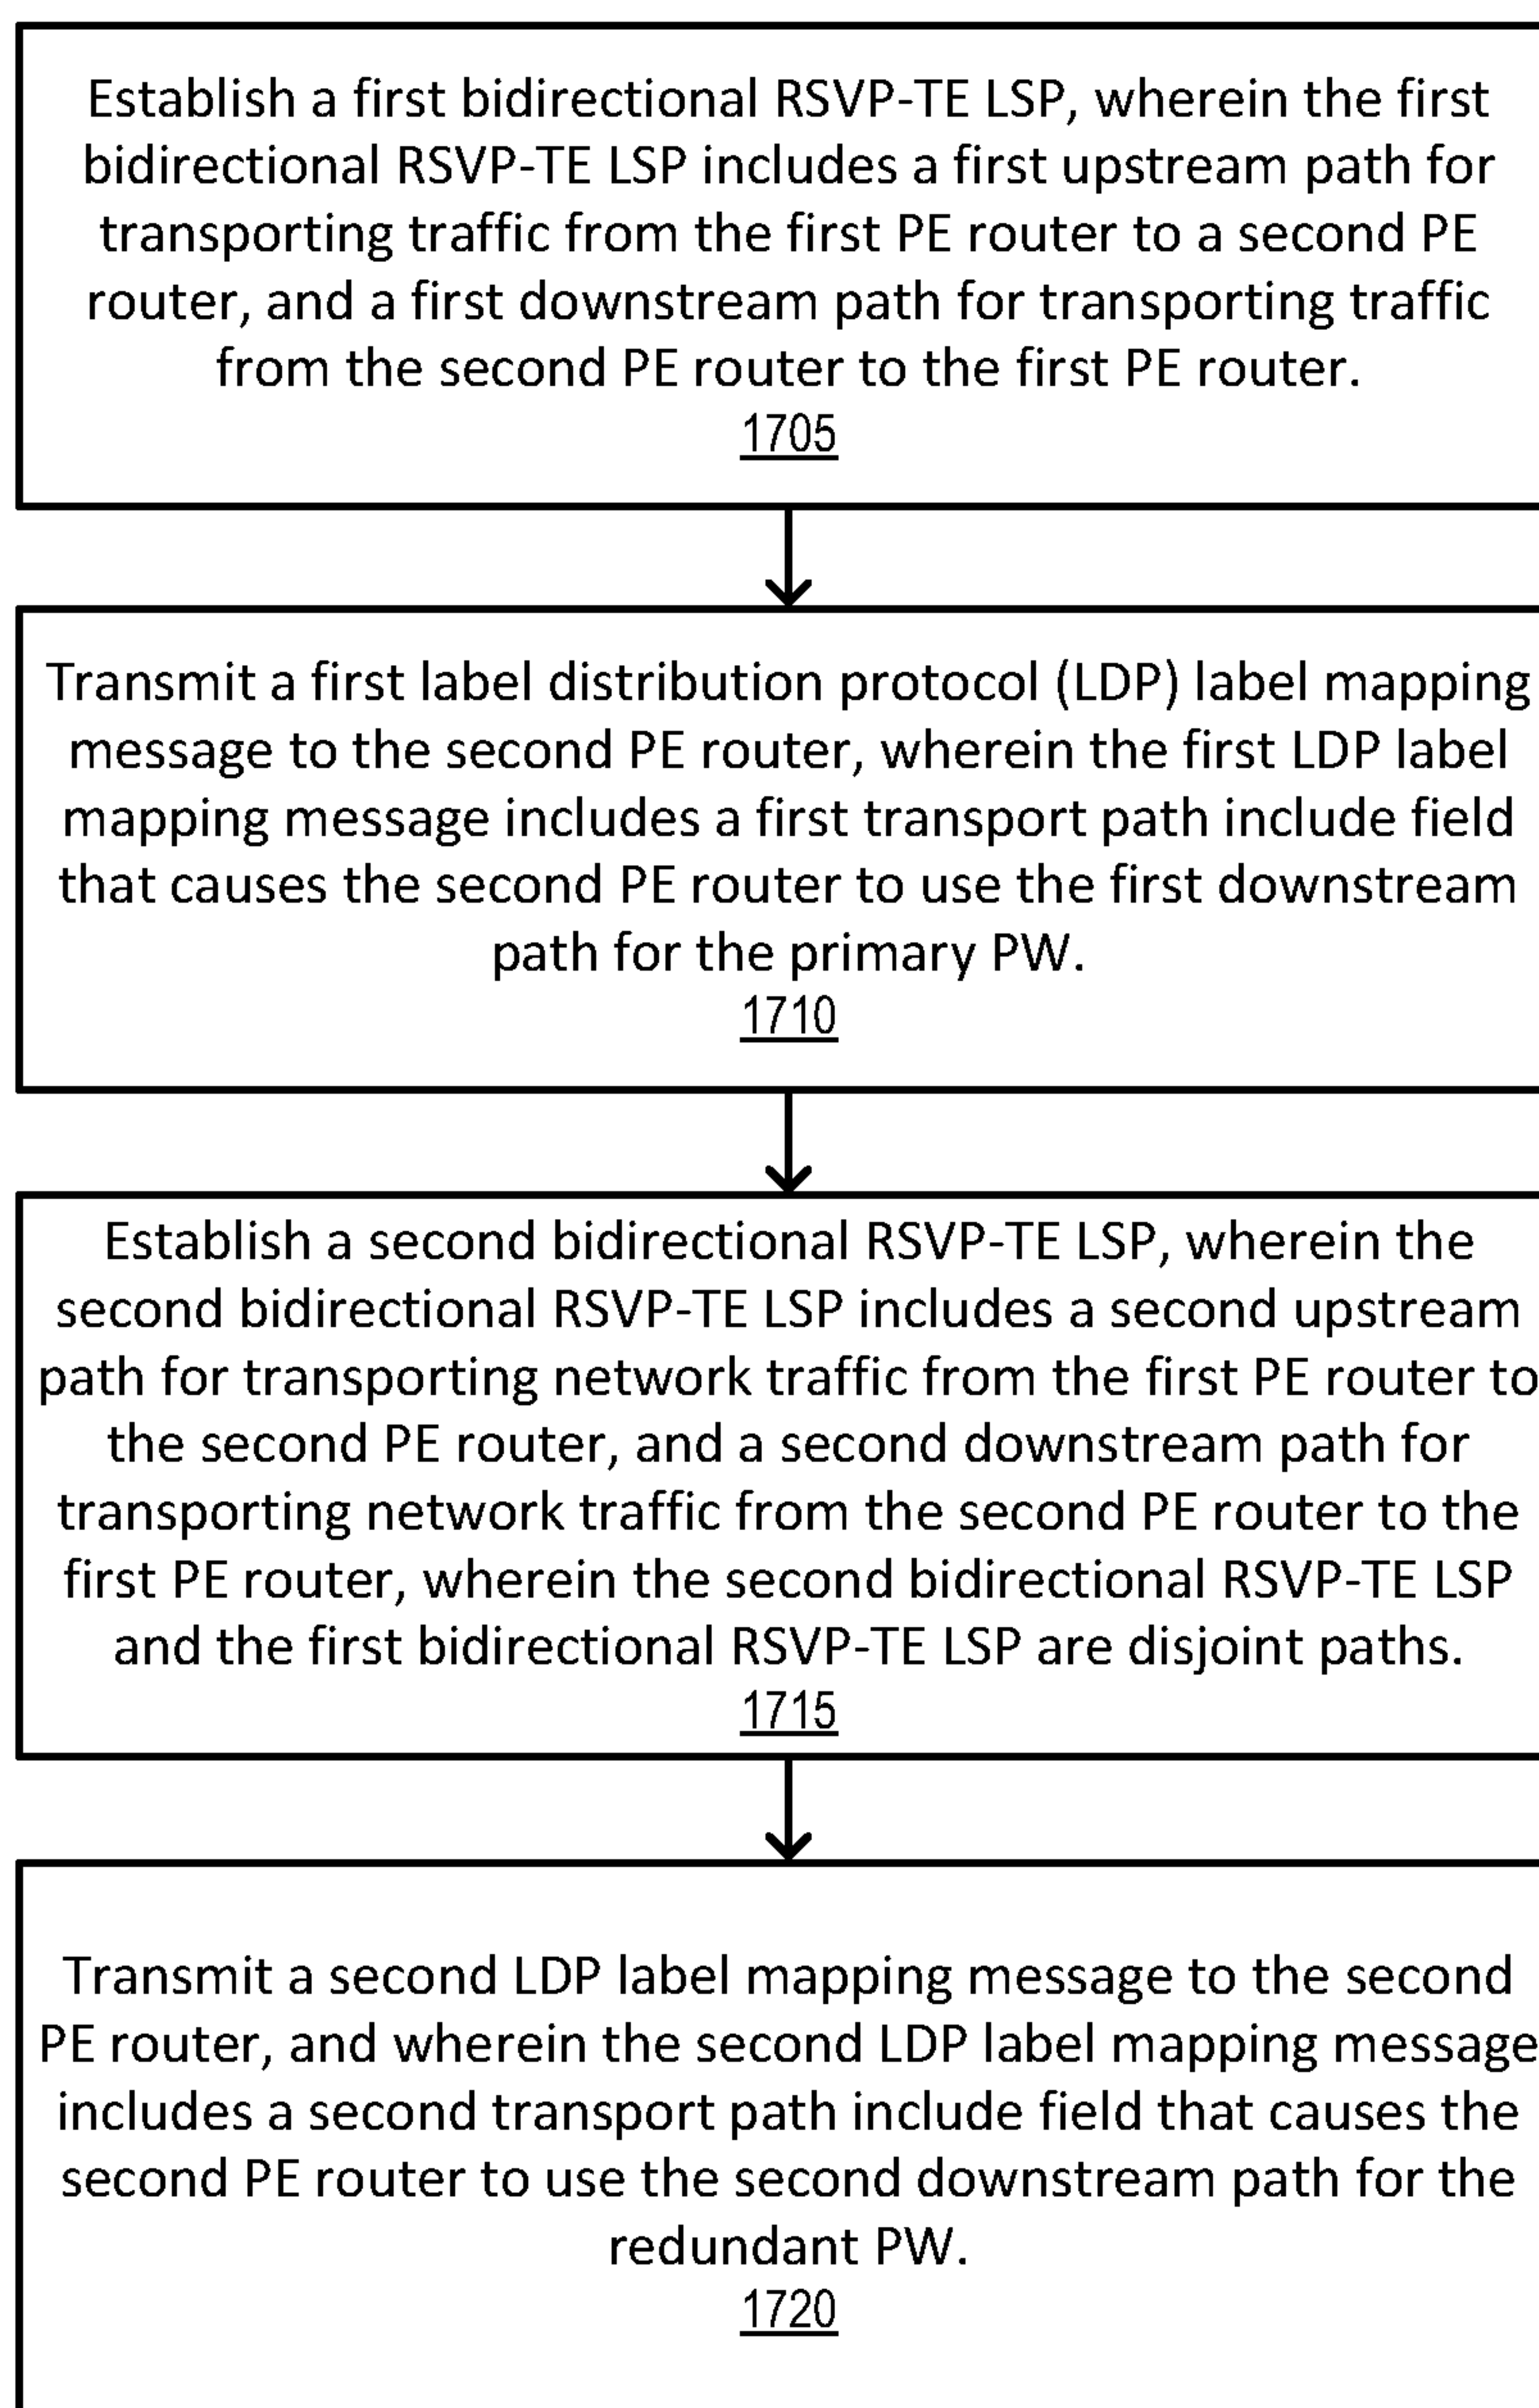 Establish a first bidirectional RSVP-TE LSP, wherein the first
bidirectional RSVP-TE LSP includes a first upstream path for
transporting traffic from the first PE router to a second PE
router, and a first downstream path for transporting traffic
from the second PE router to the first PE router.
1705
Transmit a first label distribution protocol (LDP) label mapping
message to the second PE router, wherein the first LDP label
mapping message includes a first transport path include field
that causes the second PE router to use the first downstream
path for the primary PW.
1710
Establish a second bidirectional RSVP-TE LSP, wherein the
second bidirectional RSVP-TE LSP includes a second upstream
path for transporting network traffic from the first PE router to
the second PE router, and a second downstream path for
transporting network traffic from the second PE router to the
first PE router, wherein the second bidirectional RSVP-TE LSP
and the first bidirectional RSVP-TE LSP are disjoint paths.
1715
Transmit a second LDP label mapping message to the second
PE router, and wherein the second LDP label mapping message
includes a second transport path include field that causes the
second PE router to use the second downstream path for the
redundant PW.
1720